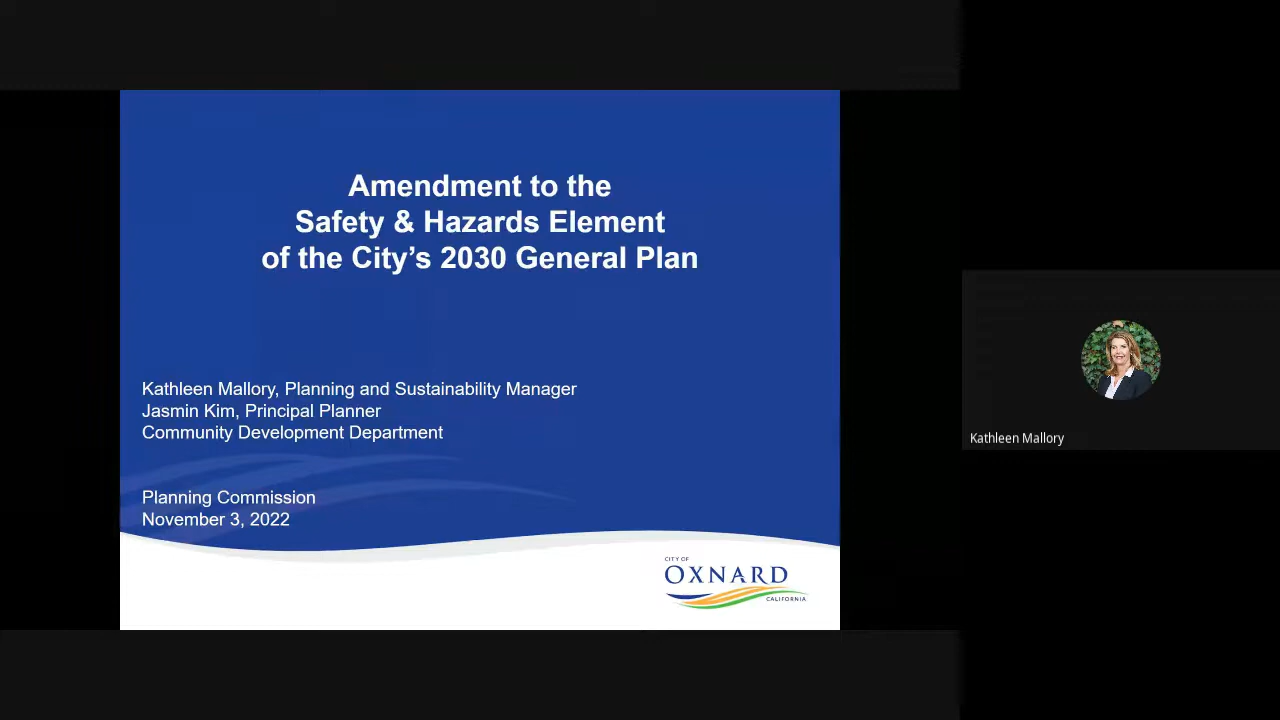 Amendment to the
Safety & Hazards Element
of the City’s 2030 General Plan
Kathleen Mallory, Planning and Sustainability Manager
Jasmin Kim, Principal Planner
Community Development Department
Planning Commission
November 3, 2022
CITY OF
OXNARD
CALIFORNIA
Kathleen Mallory